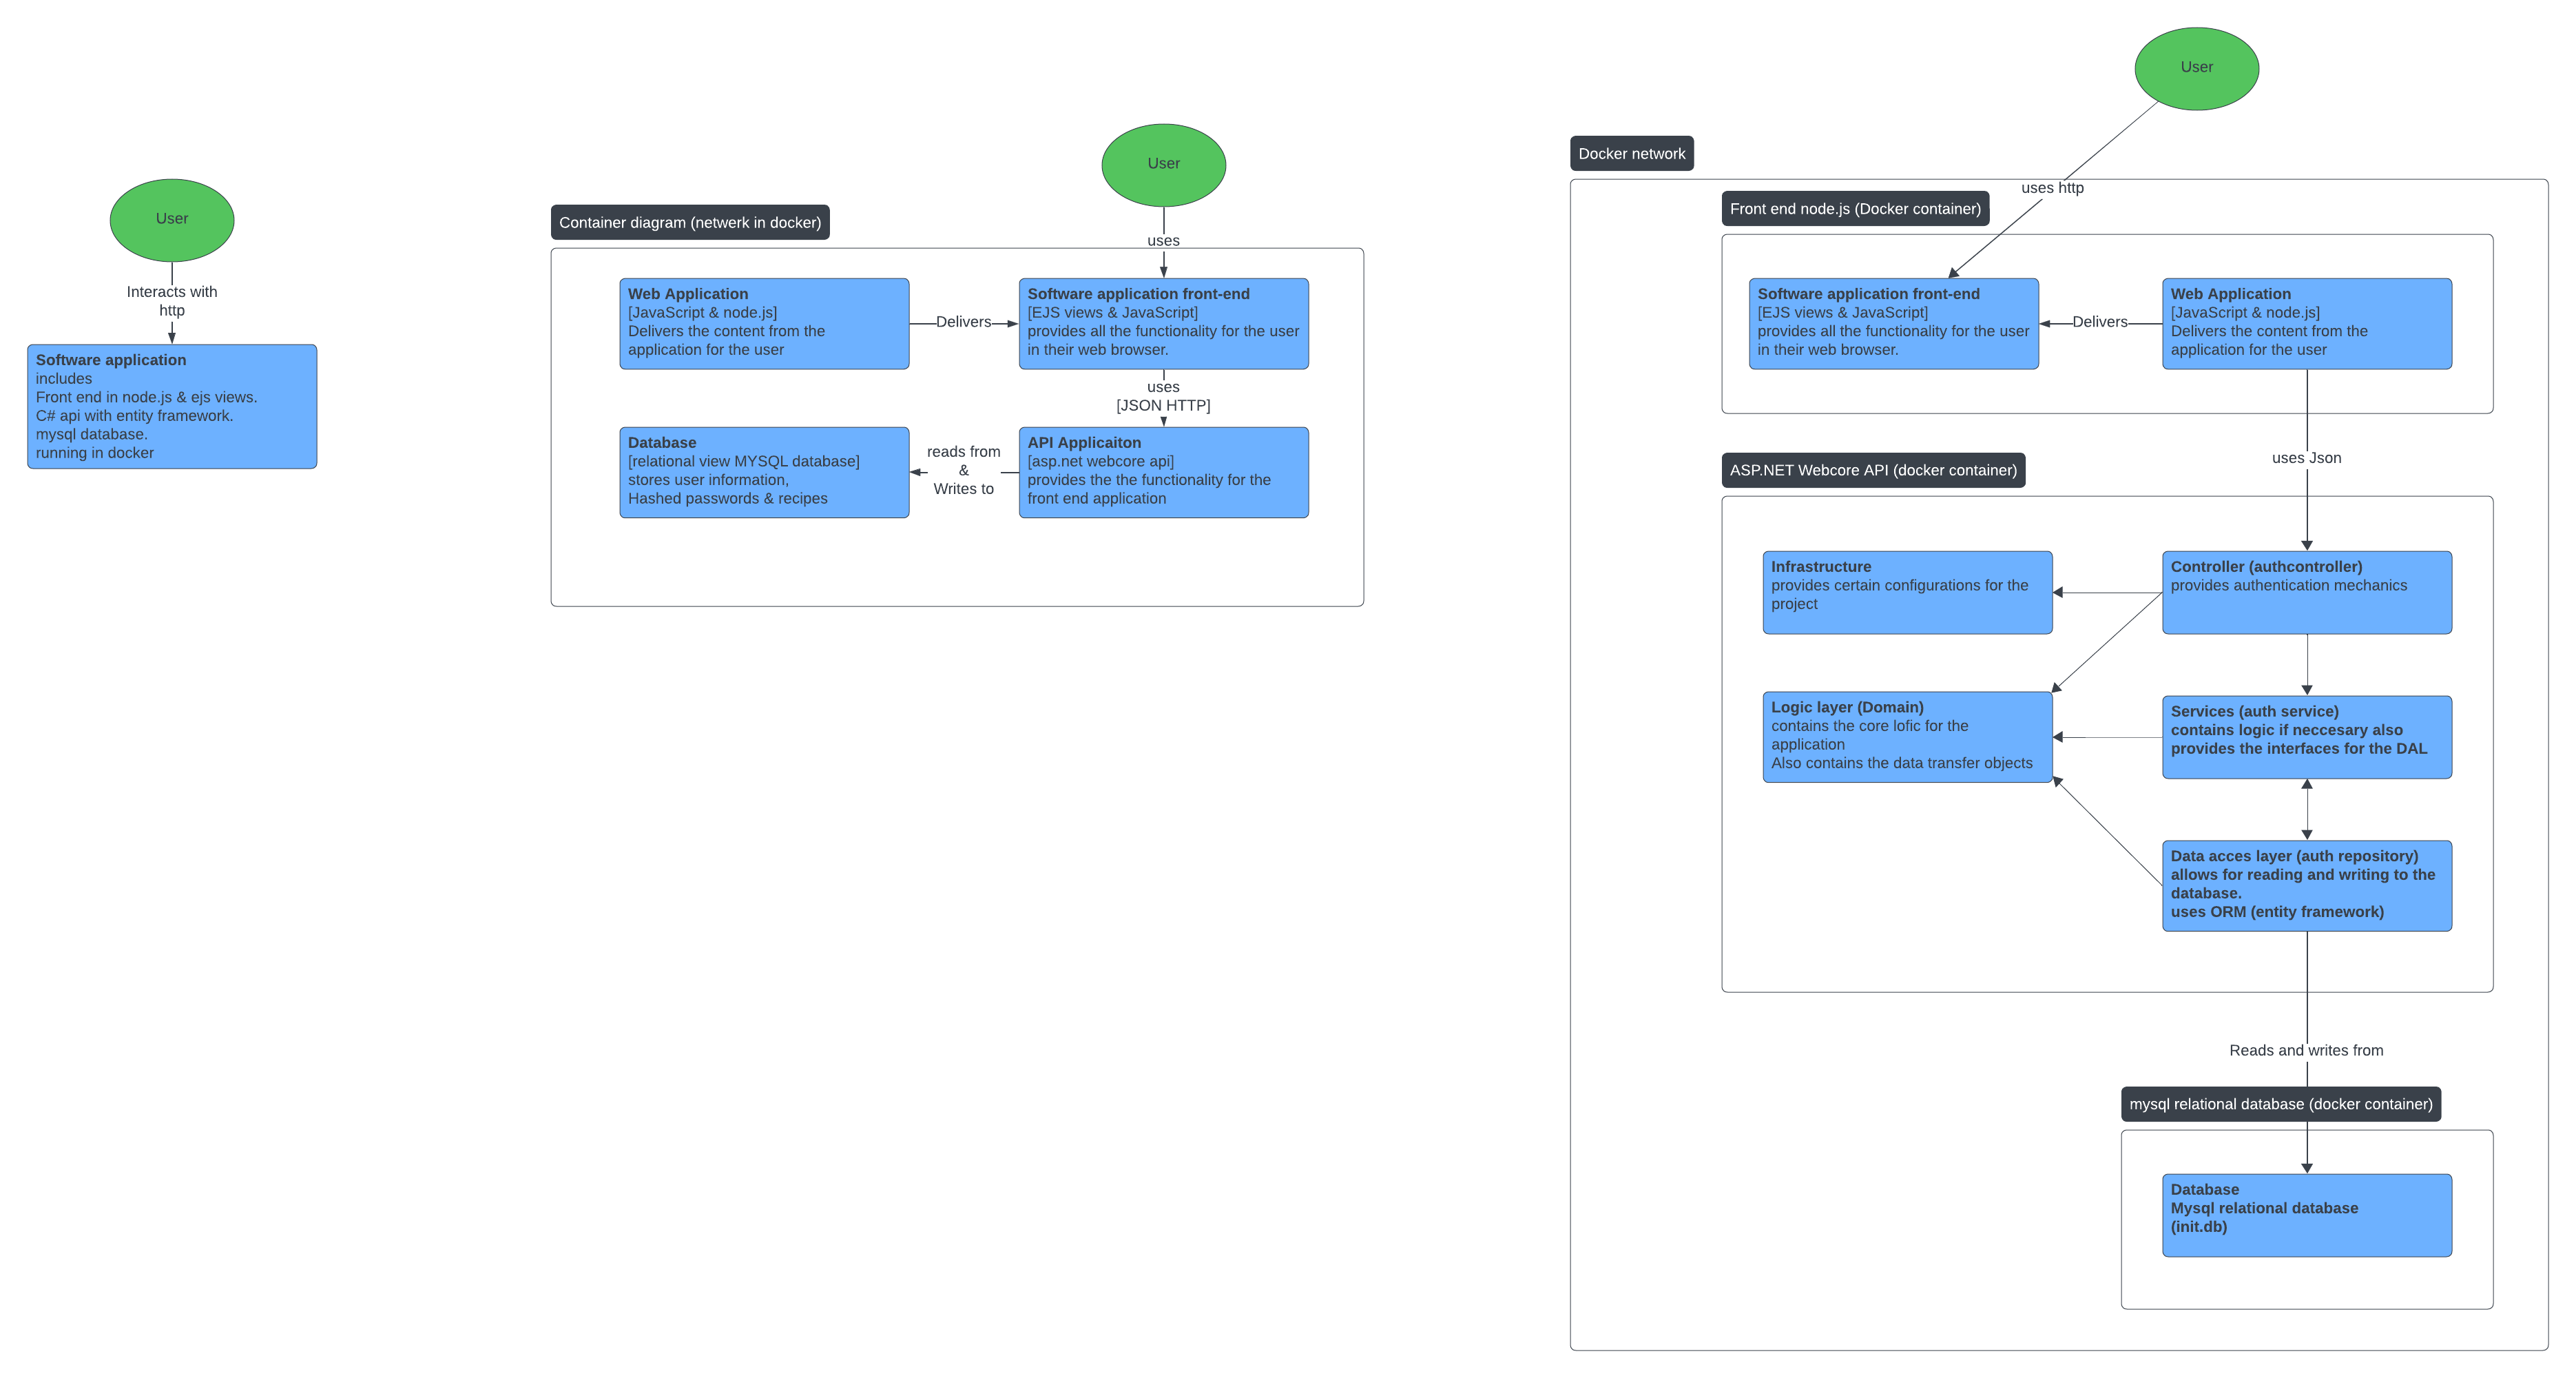 User
Interacts with
http
Software application
includes
Front end in node.js & ejs views.
C# api with entity framework.
mysql database.
running in docker
User
Container diagram (netwerk in docker)
uses
Web Application
[JavaScript & node.js]
Delivers the content from the
application for the user
Delivers
Software application front-end
[EJS views & JavaScript]
provides all the functionality for the user
in their web browser.
uses
[JSON HTTP]
Database
[relational view MYSQL database]
stores user information,
Hashed passwords & recipes
reads from
&
Writes to
API Applicaiton
[asp.net webcore api]
provides the the functionality for the
front end application
User
Docker network
uses http
Front end node.js (Docker container)
Software application front-end
[EJS views & JavaScript]
provides all the functionality for the user
in their web browser.
Delivers
Web Application
[JavaScript & node.js]
Delivers the content from the
application for the user
uses Json
ASP.NET Webcore API (docker container)
Infrastructure
provides certain configurations for the
project
Controller (authcontroller)
provides authentication mechanics
Logic layer (Domain)
contains the core lofic for the
application
Also contains the data transfer objects
Services (auth service)
contains logic if neccesary also
provides the interfaces for the DAL
Data acces layer (auth repository)
allows for reading and writing to the
database.
uses ORM (entity framework)
Reads and writes from
mysql relational database (docker container)
Database
Mysql relational database
(init.db)